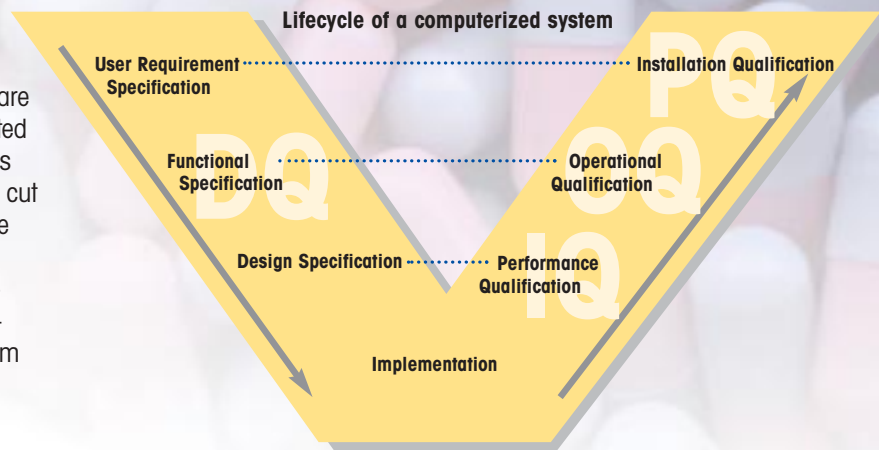 Lifecycle of a computerized system
are
ted
s
cut
e
m
User Requirement
Specification
Installation Qualification
PQ
DQ
Functional
Specification
Operational
Qualification
OQ
Design Specification
Performance
Qualification
IQ
Implementation